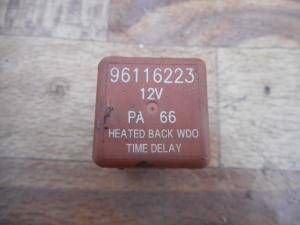 96116223
12V
PA 66
HEATED BACK WDO
TIME DELAY